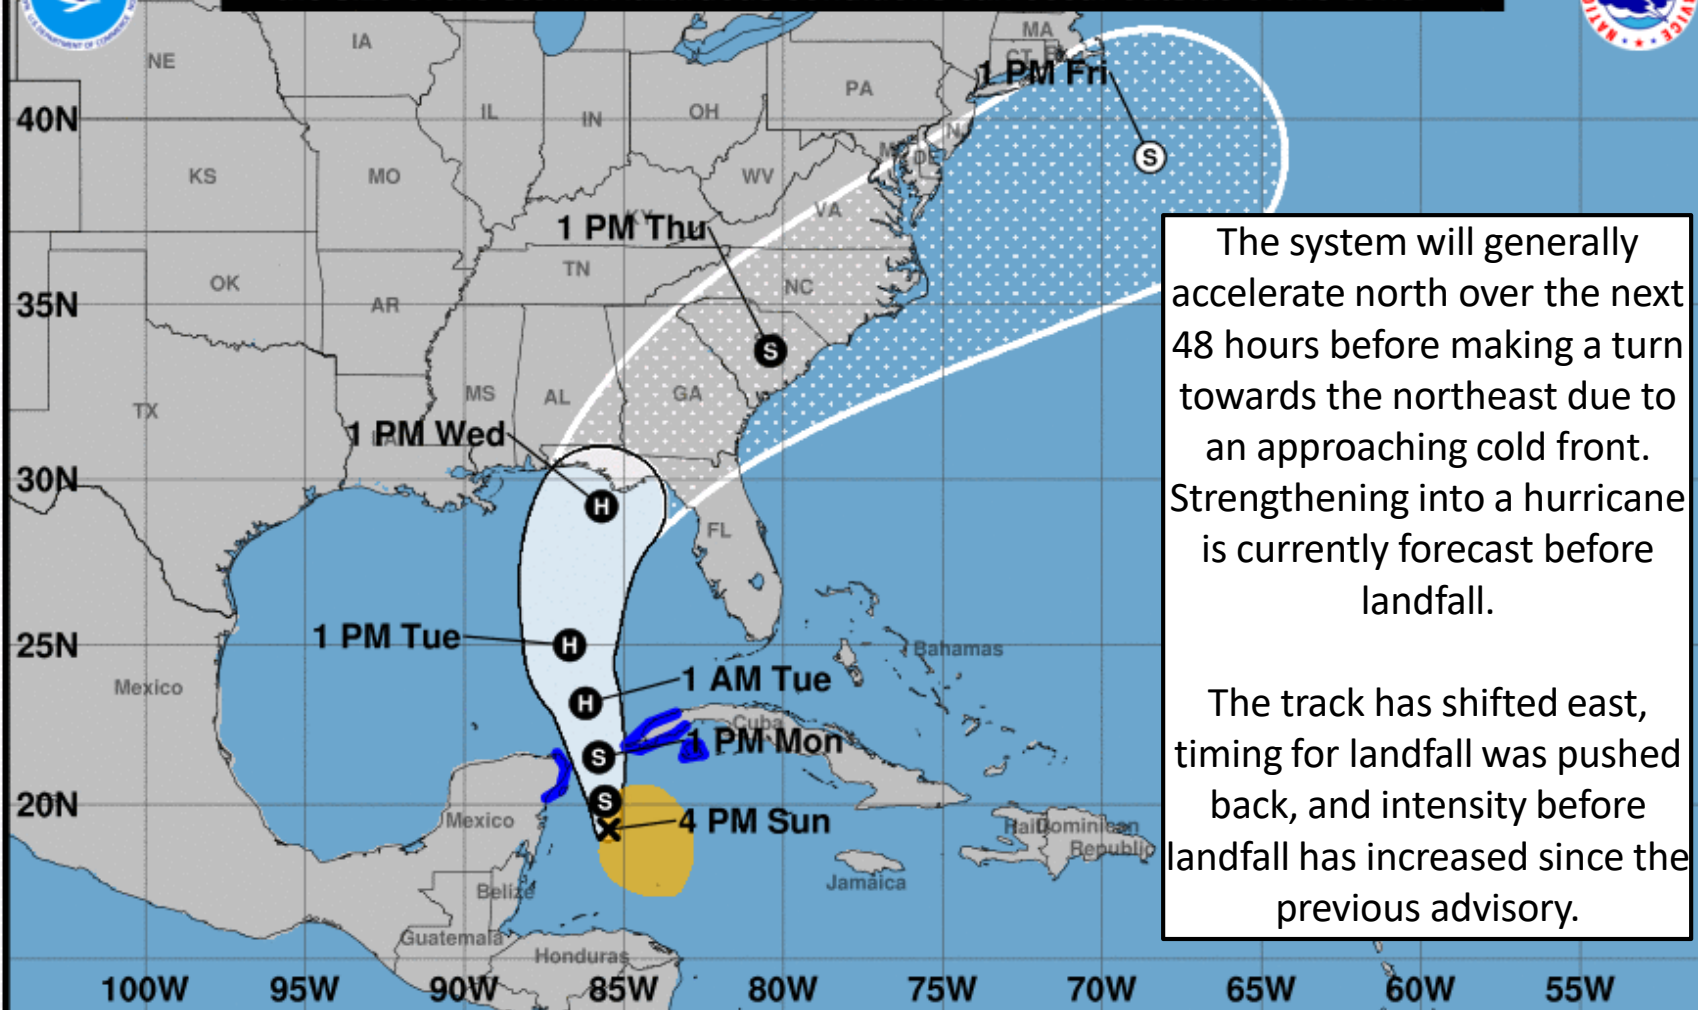 U.S. DEPARTMENT OF COMMERCE
NE
IA
MA
CT
1 PM Fri
PA
40N
IL
IN
OH
N
DE
KS
MO
WV
KY
VA
1 PM Thu
OK
TN
NC
AR
35N
TX
MS
AL
GA
1 PM Wed
LA
30N
FL
1 PM Tue
25N
Bahamas
Mexico
1 AM Tue
Cuba
1 PM Mon
20N
Mexico
4 PM Sun
Dominican
Republic
Jamaica
Belize
Guatemala
Honduras
H
H
H
S
S
S
S
100W 95W 90W 85W 80W 75W 70W 65W 60W 55W
The system will generally
accelerate north over the next
48 hours before making a turn
towards the northeast due to
an approaching cold front.
Strengthening into a hurricane
is currently forecast before
landfall.
The track has shifted east,
timing for landfall was pushed
back, and intensity before
landfall has increased since the
previous advisory.